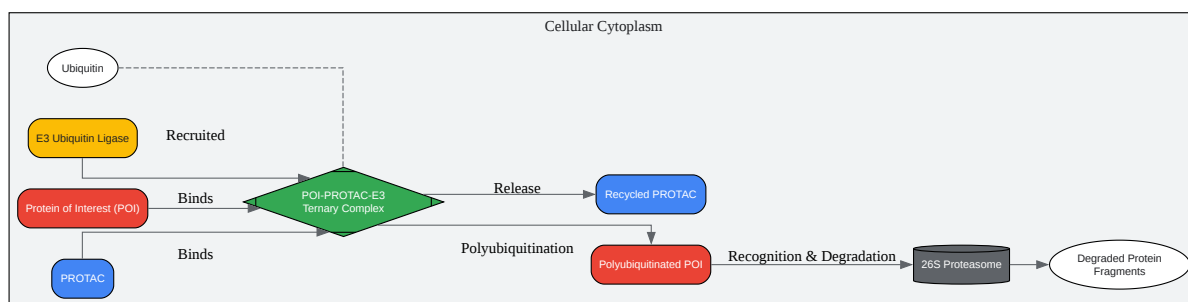 Cellular Cytoplasm
Ubiquitin
E3 Ubiquitin Ligase
Recruited
Protein of Interest (POI)
Binds
POI-PROTAC-E3
Ternary Complex
Release
Recycled PROTAC
Binds
PROTAC
Polyubiquitination
Polyubiquitinated POI
Recognition & Degradation
26S Proteasome
Degraded Protein
Fragments